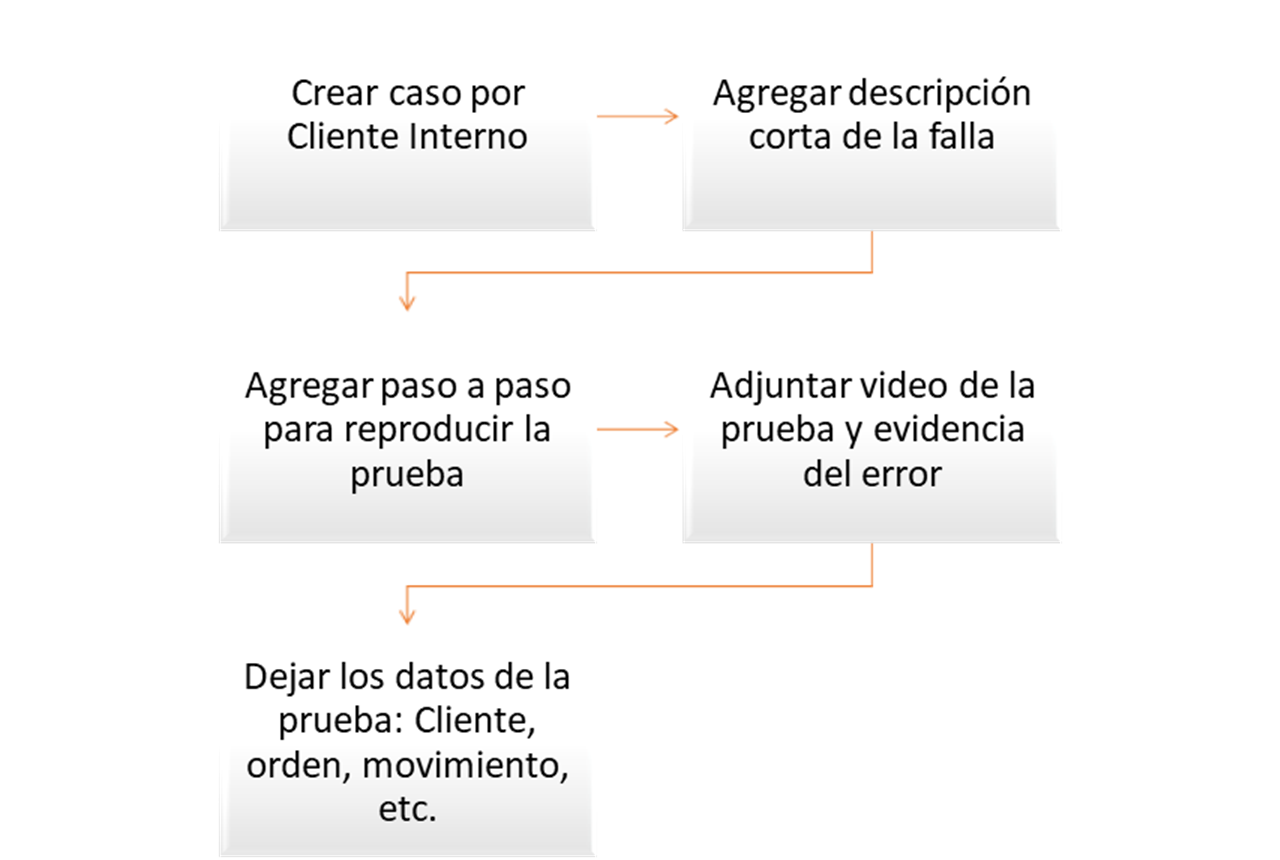 Crear caso por
Cliente Interno
Agregar descripción
corta de la falla
Agregar paso a paso
para reproducir la
prueba
Adjuntar video de la
prueba y evidencia
del error
Dejar los datos de la
prueba: Cliente,
orden, movimiento,
etc.